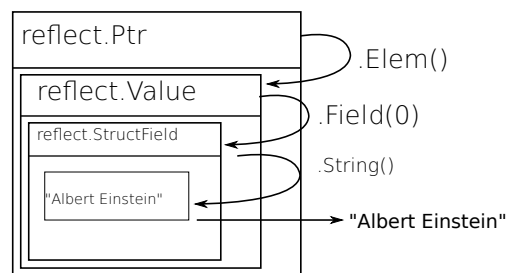 reflect.Ptr
.Elem()
reflect.Value
.Field(0)
reflect.StructField
.String()
"Albert Einstein"
"Albert Einstein"